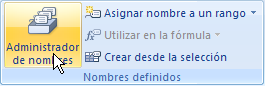 Administrador
de nombres
Asignar nombre a un rango
Utilizar en la fórmula
Crear desde la selección
Nombres definidos